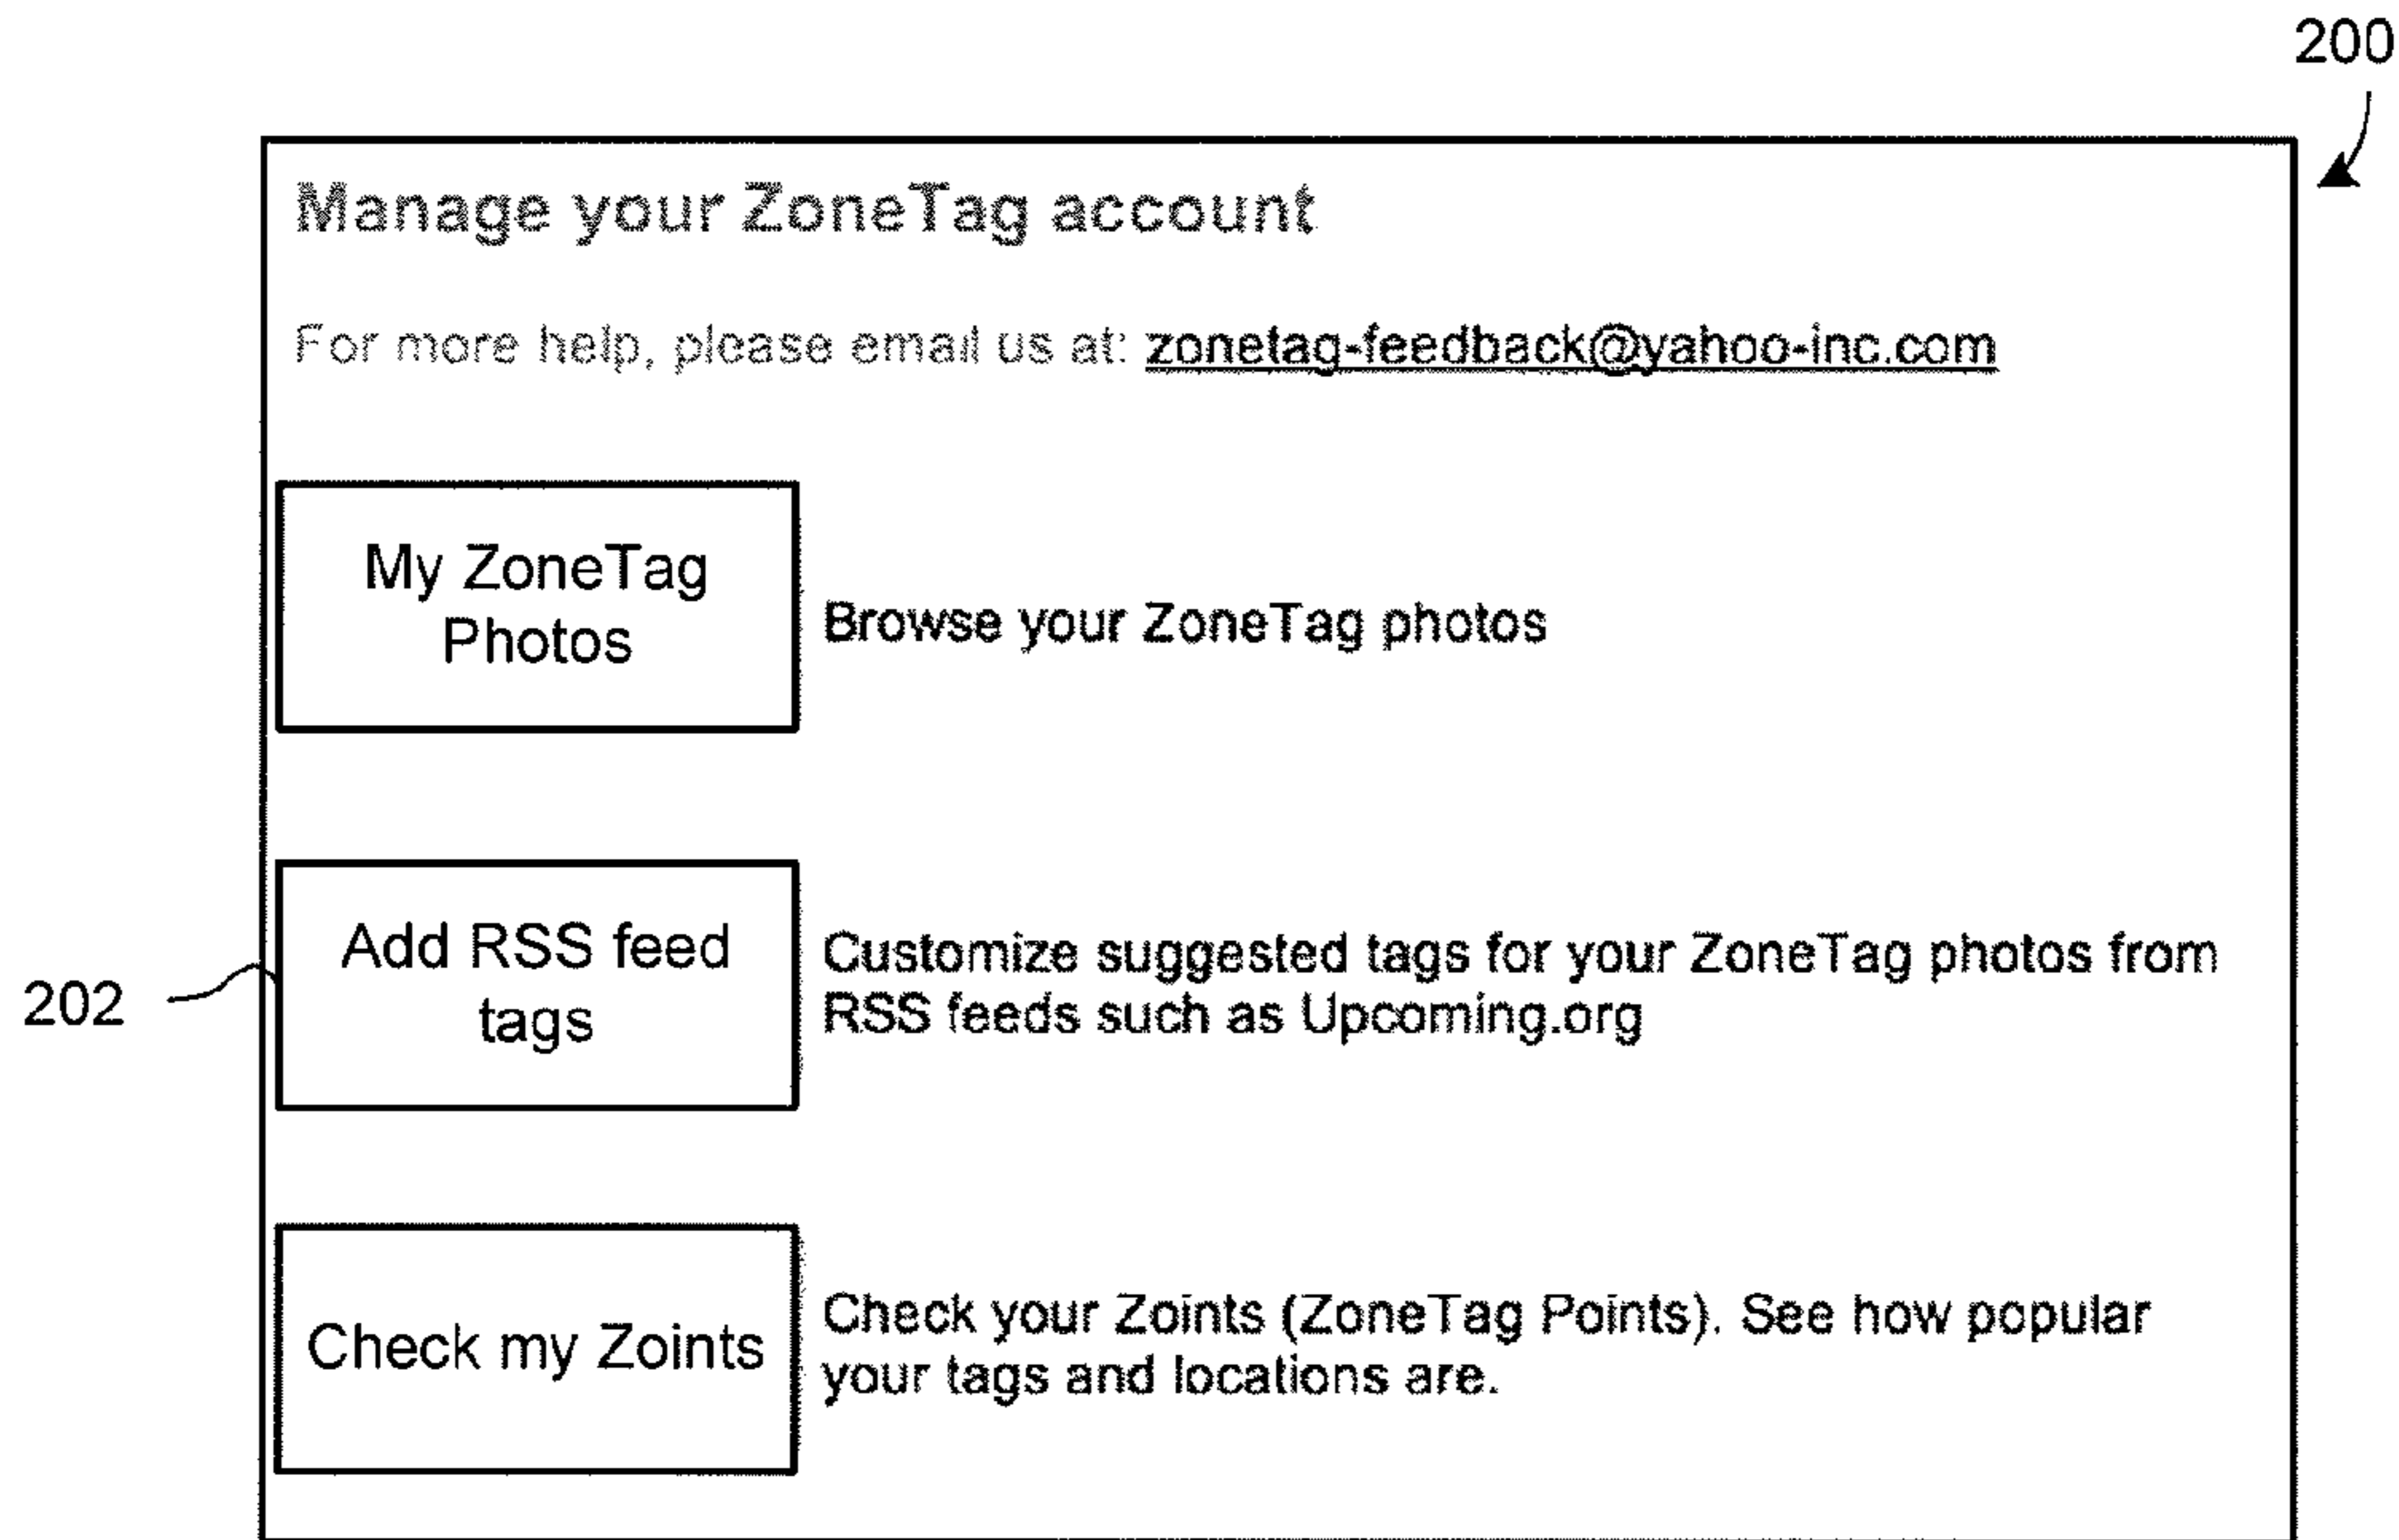 200
Manage your ZoneTag account
For more help, please email us at: zonetag-feedback@yahoo-inc.com
My ZoneTag
Photos
Browse your ZoneTag photos
202
Add RSS feed
tags
Customize suggested tags for your ZoneTag photos from
RSS feeds such as Upcoming.org
Check my Zoints
Check your Zoints (ZoneTag Points). See how popular
your tags and locations are.